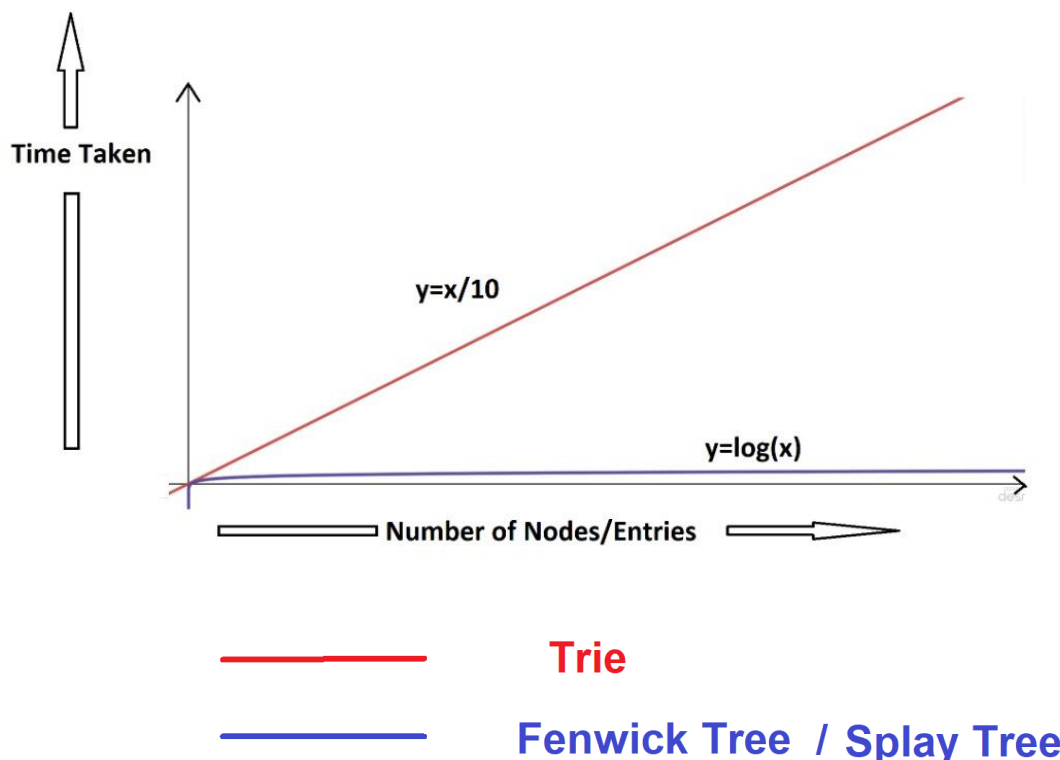 Time Taken
y=x/10
y=log(x)
Number of Nodes/Entries
Trie
Fenwick Tree / Splay Tree